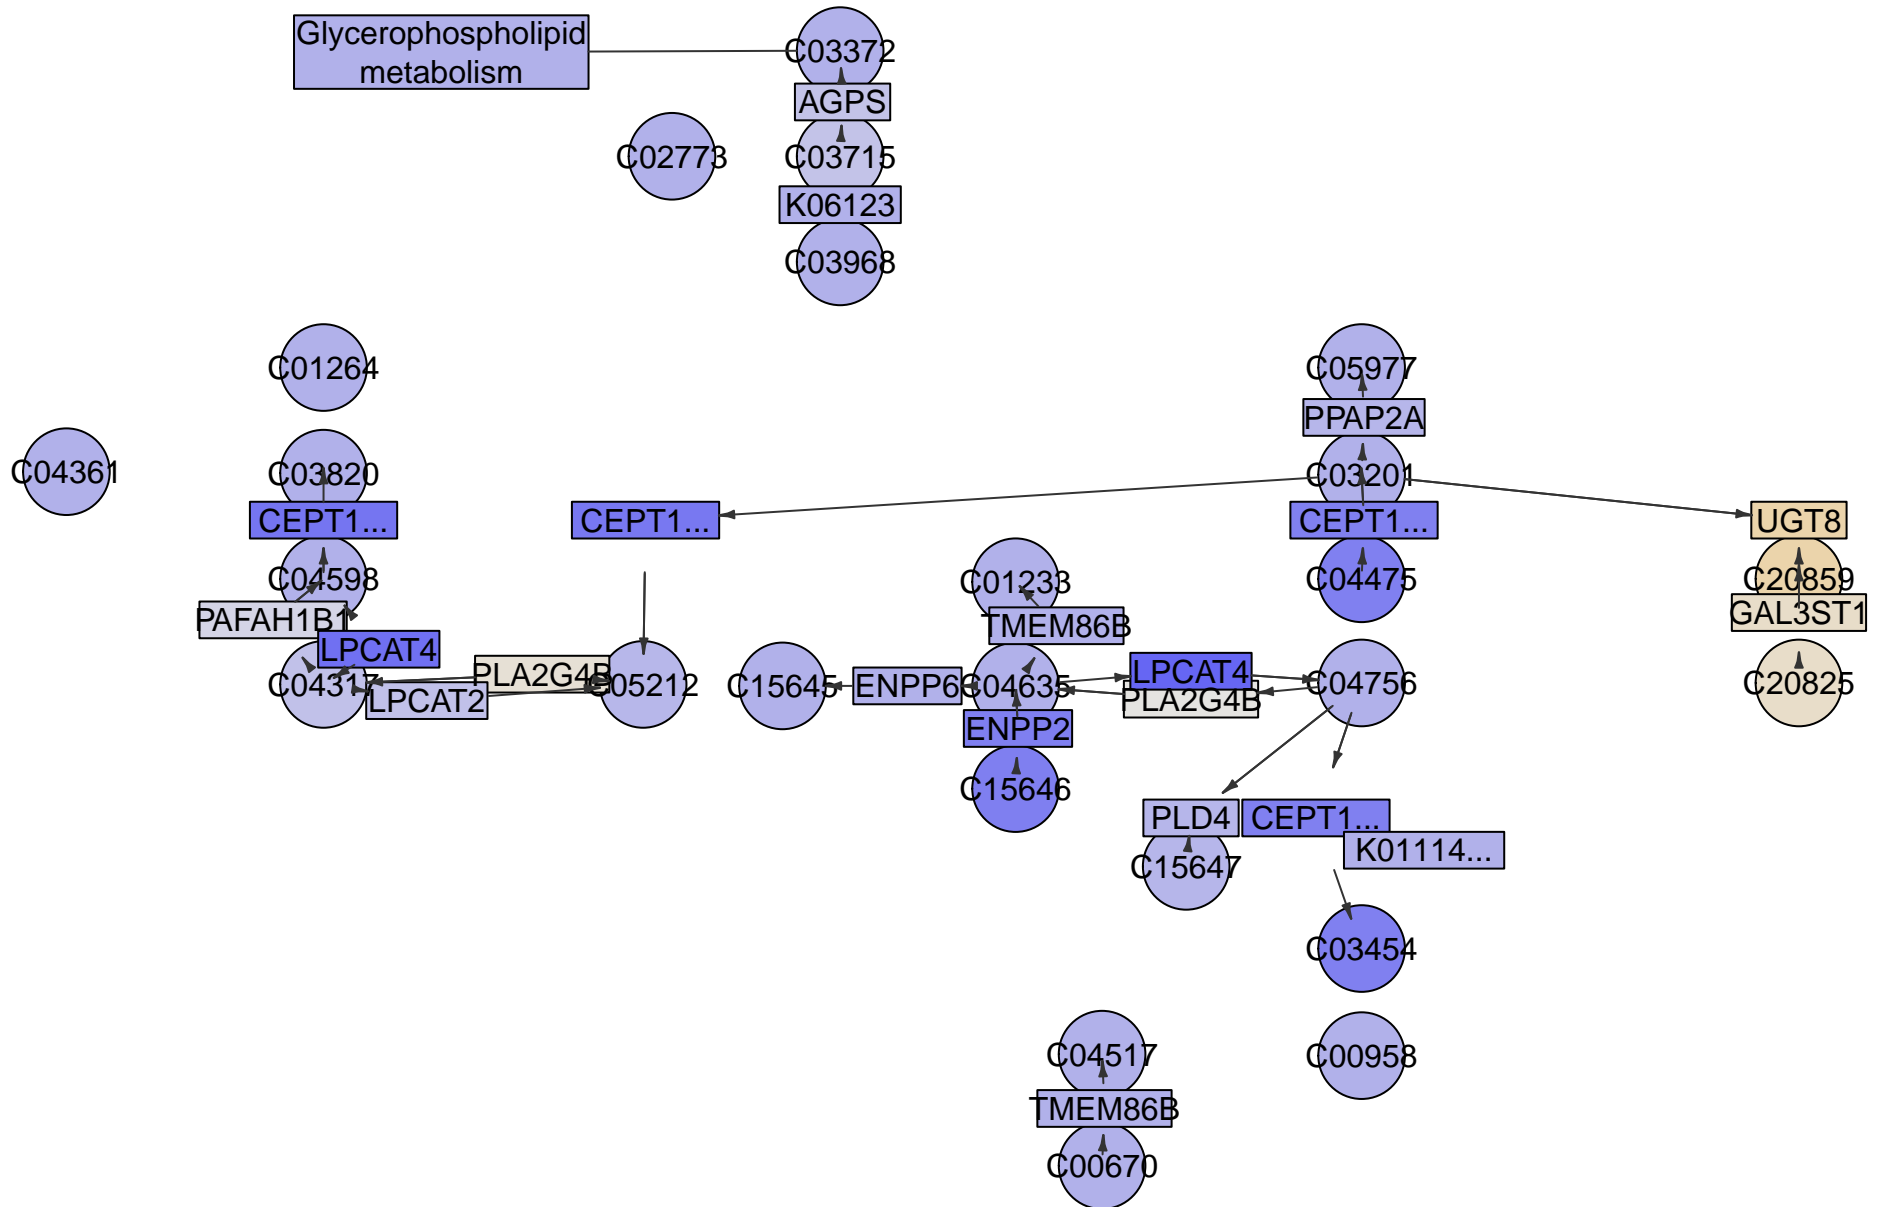 Glycerophospholipid
metabolism
C03372
AGPS
C02773
C03715
K06123
C03968
C01264
C05977
PPAP2A
C04361
C03820
C03201
CEPT1...
CEPT1...
CEPT1...
UGT8
C04598
C01233
C04475
C20859
PAFAH1B1
TMEM86B
GAL3ST1
LPCAT4
PLA2G4B
LPCAT4
C04317
LPCAT2
C05212
C15645
ENPP6
C04635
PLA2G4B
C04756
C20825
ENPP2
C15646
PLD4
CEPT1...
K01114...
C15647
C03454
C04517
C00958
TMEM86B
C00670